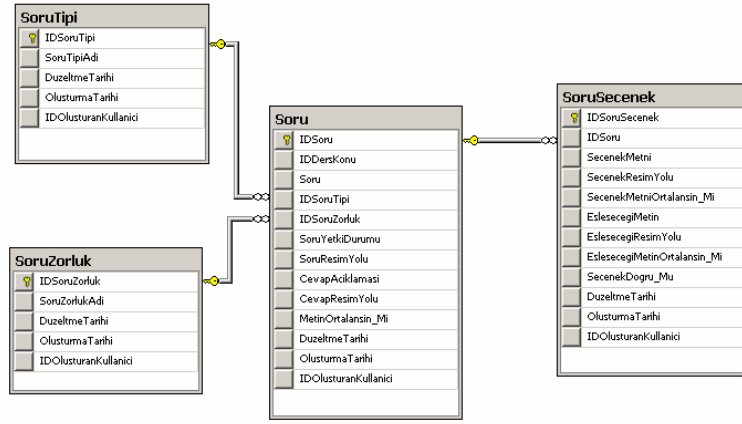 SoruTipi
IDSoruTipi
SoruTipiAdi
DuzeltmeTarihi
OlusturmaTarihi
IDOlusturanKullanici
SoruZorluk
IDSoruZorluk
SoruZorlukAdi
DuzeltmeTarihi
OlusturmaTarihi
IDOlusturanKullanici
Soru
IDSoru
IDDersKonu
Soru
IDSoruTipi
IDSoruZorluk
SoruYetkiDurumu
SoruResimYolu
CevapAciklamasi
CevapResimYolu
MetinOrtalansin_Mi
DuzeltmeTarihi
OlusturmaTarihi
IDOlusturanKullanici
SoruSecenek
IDSoruSecenek
IDSoru
SecenekMetni
SecenekResimYolu
SecenekMetniOrtalansin_Mi
EslesecegiMetin
EslesecegiResimYolu
EslesecegiMetinOrtalansin_Mi
SecenekDogru_Mu
DuzeltmeTarihi
OlusturmaTarihi
IDOlusturanKullanici